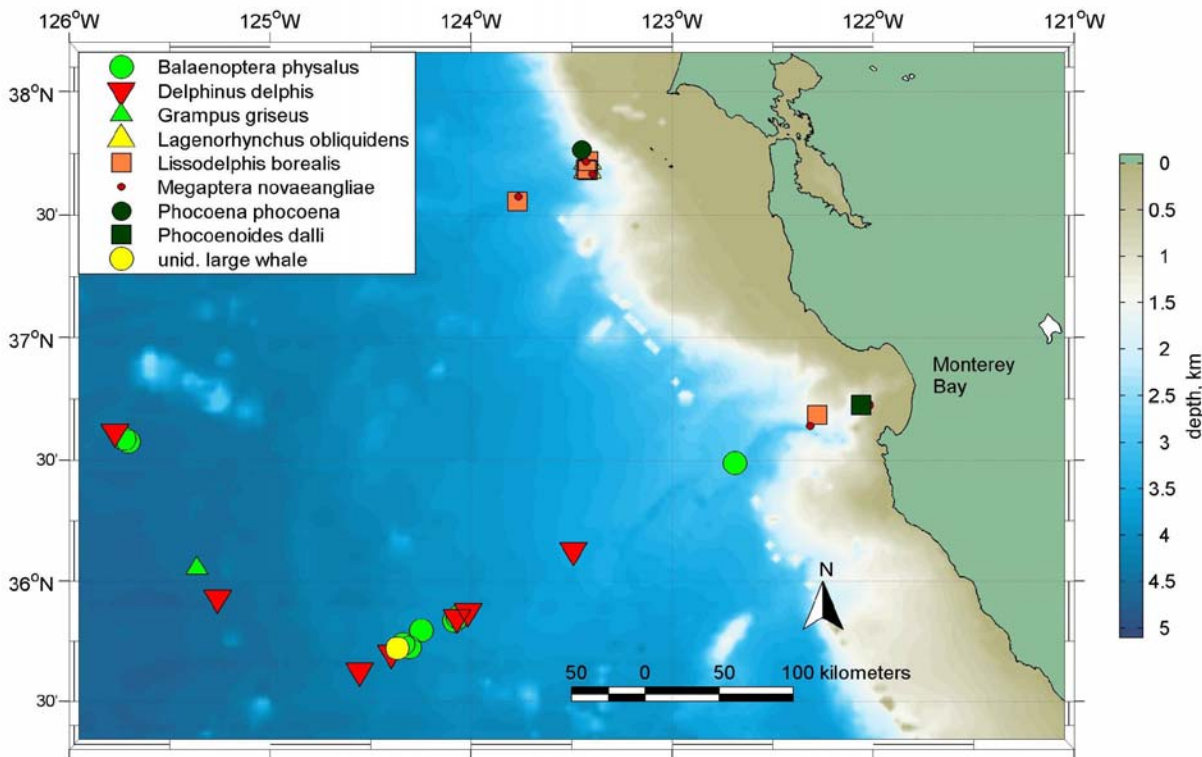 126°W 125°W 124°W 123°W 122°W 121°W
Balaenoptera physalus
Delphinus delphis
Grampus griseus
Lagenorhynchus obliquidens
Lissodelphis borealis
Megaptera novaeangliae
Phocoena phocoena
Phocoenoides dalli
unid. large whale
38°N
30'
37°N
30'
36°N
30'
Monterey
Bay
N
50 0 50 100 kilometers
0
0.5
1
1.5
2
2.5
3
3.5
4
4.5
5
depth, km